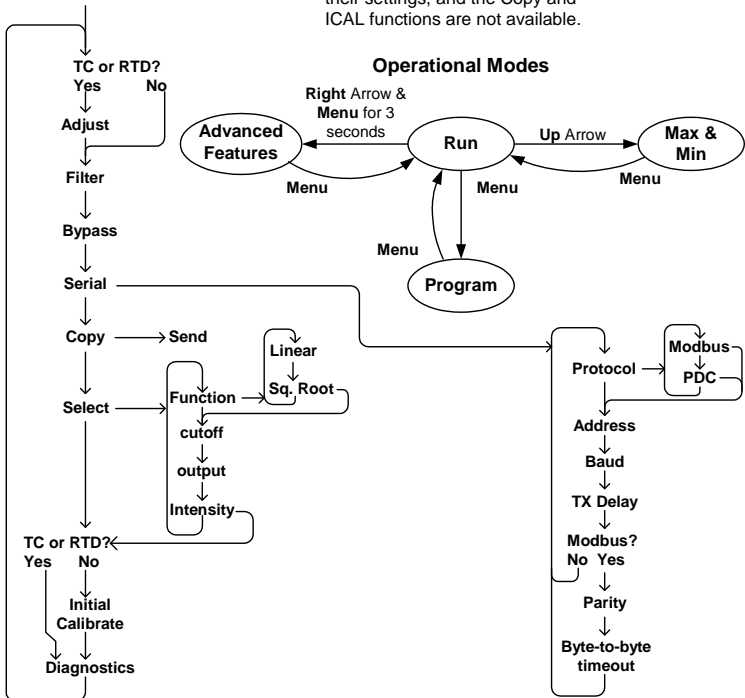 their settings, and the Copy and
ICAL functions are not available.
Operational Modes
TC or RTD?
Yes No
Adjust
Filter
Bypass
Serial
Copy
Send
Select
Function
Linear
Sq. Root
cutoff
output
Intensity
TC or RTD?
Yes No
Initial
Calibrate
Diagnostics
Right Arrow &
Menu for 3
seconds
Advanced
Features
Run
Up Arrow
Max &
Min
Menu
Menu
Menu
Menu
Program
Protocol
Modbus
PDC
Address
Baud
TX Delay
Modbus?
No Yes
Parity
Byte-to-byte
timeout